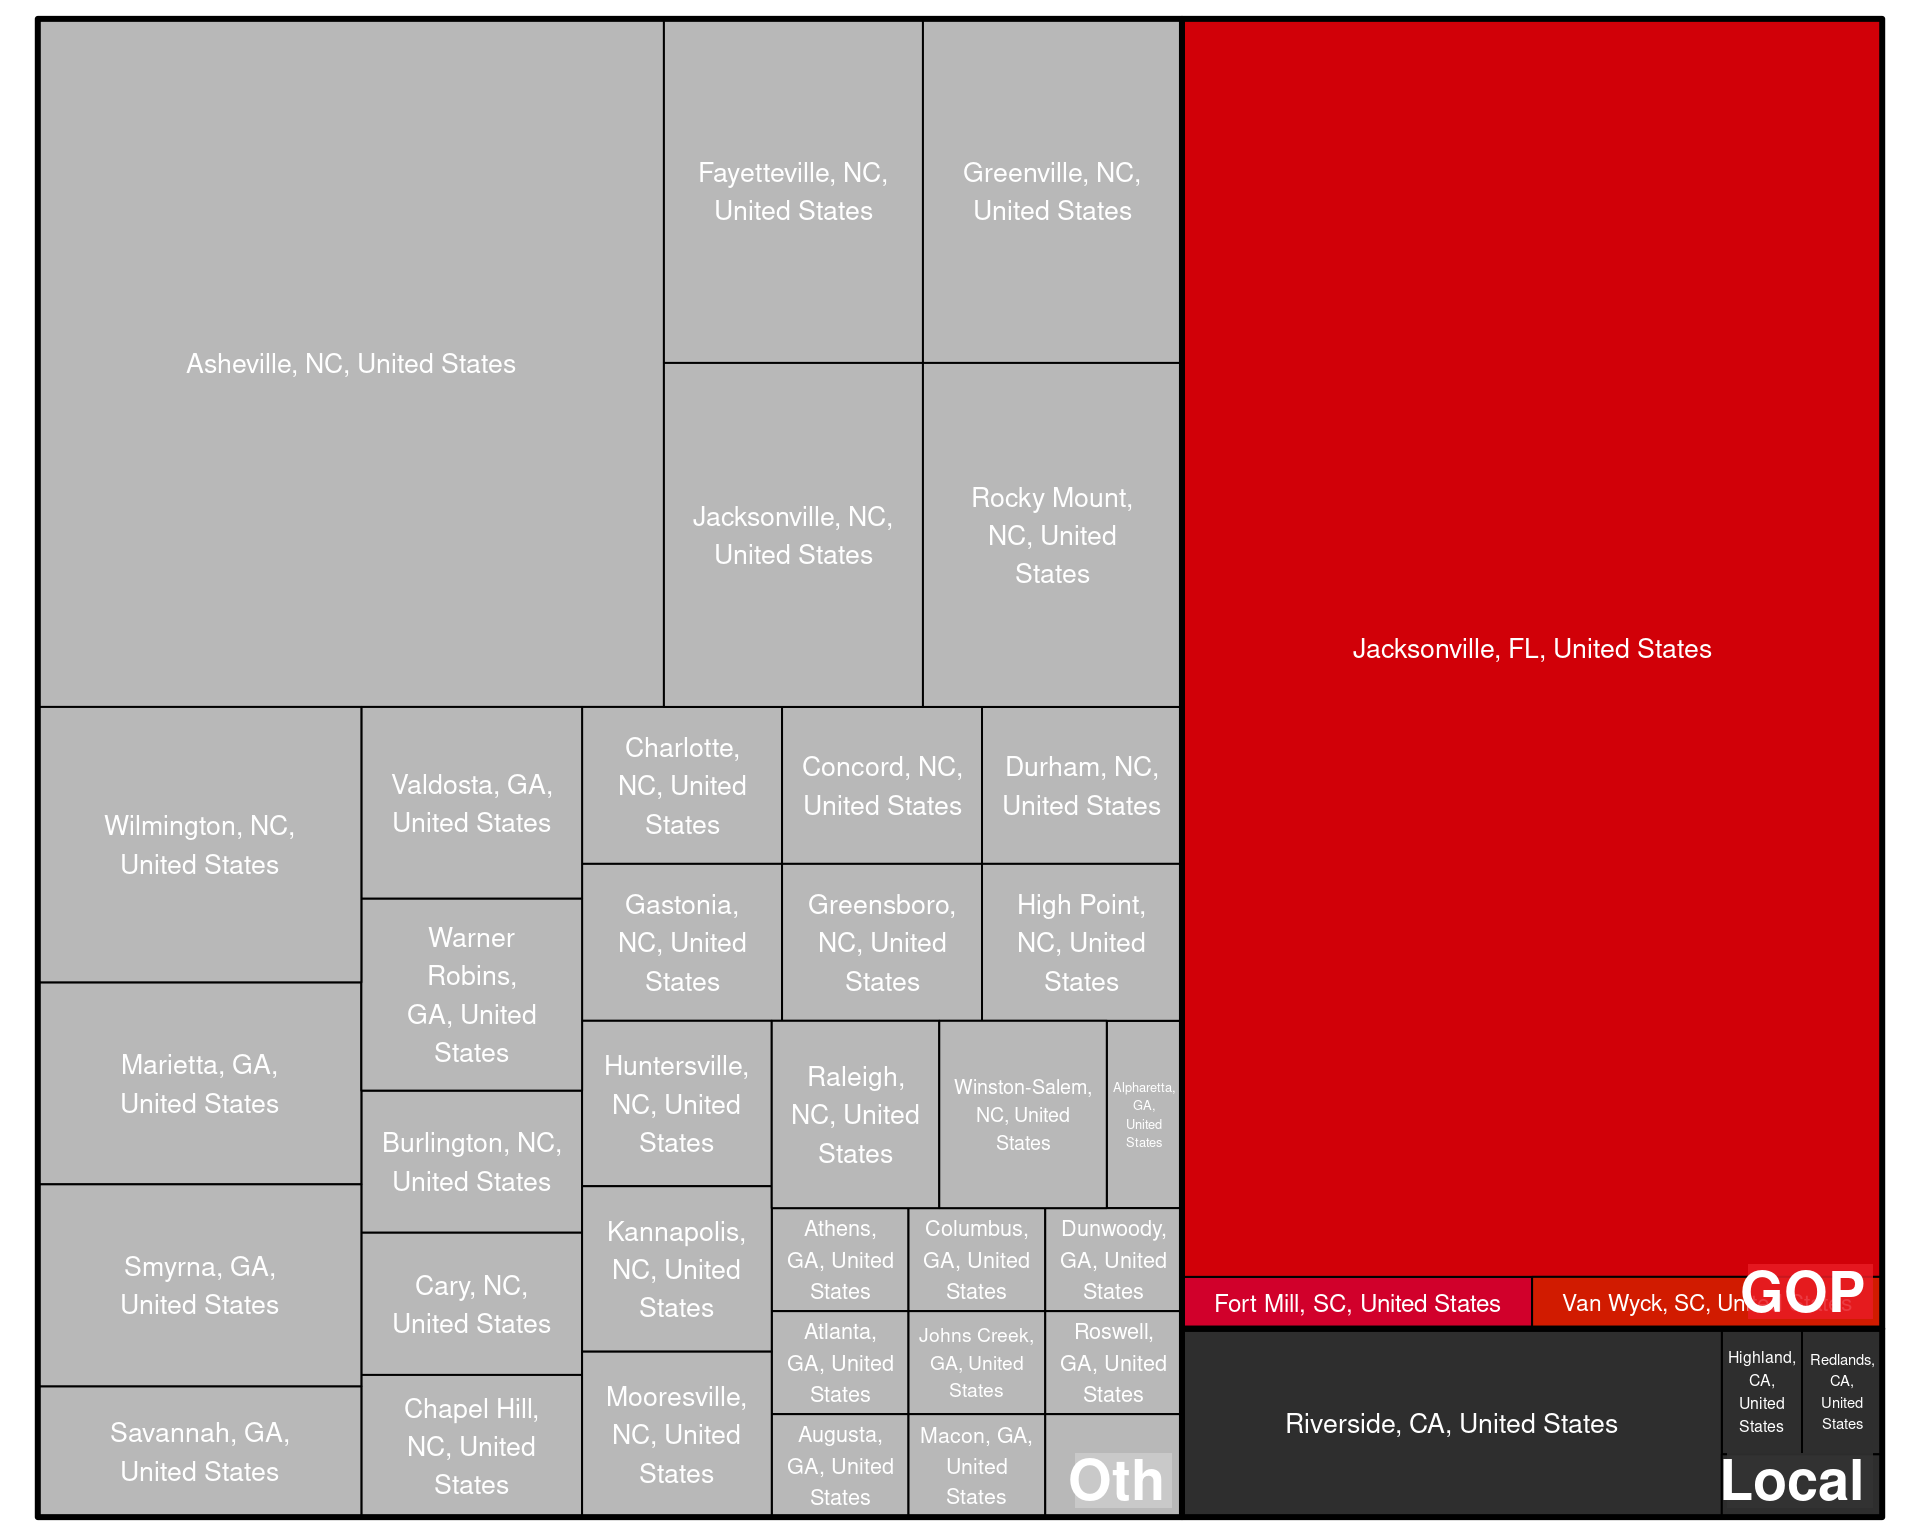 Asheville, NC, United States
Fayetteville, NC,
United States
Greenville, NC,
United States
Jacksonville, NC,
United States
Rocky Mount,
NC, United
States
Wilmington, NC,
United States
Marietta, GA,
United States
Smyrna, GA,
United States
Savannah, GA,
United States
Valdosta, GA,
United States
Warner
Robins,
GA, United
States
Burlington, NC,
United States
Cary, NC,
United States
Chapel Hill,
NC, United
States
Charlotte,
NC, United
States
Concord, NC,
United States
Durham, NC,
United States
Gastonia,
NC, United
States
Greensboro,
NC, United
States
High Point,
NC, United
States
Huntersville,
NC, United
States
Kannapolis,
NC, United
States
Mooresville,
NC, United
States
Raleigh,
NC, United
States
Winston-Salem,
NC, United
States
Alpharetta,
GA,
United
States
Athens,
GA, United
States
Columbus,
GA, United
States
Dunwoody,
GA, United
States
Atlanta,
GA, United
States
Johns Creek,
GA, United
States
Roswell,
GA, United
States
Augusta,
GA, United
States
Macon, GA,
United
States
Oth
Jacksonville, FL, United States
Fort Mill, SC, United States
Van Wyck, SC, United States
GOP
Riverside, CA, United States
Highland,
CA,
United
States
Redlands,
CA,
United
States
Local